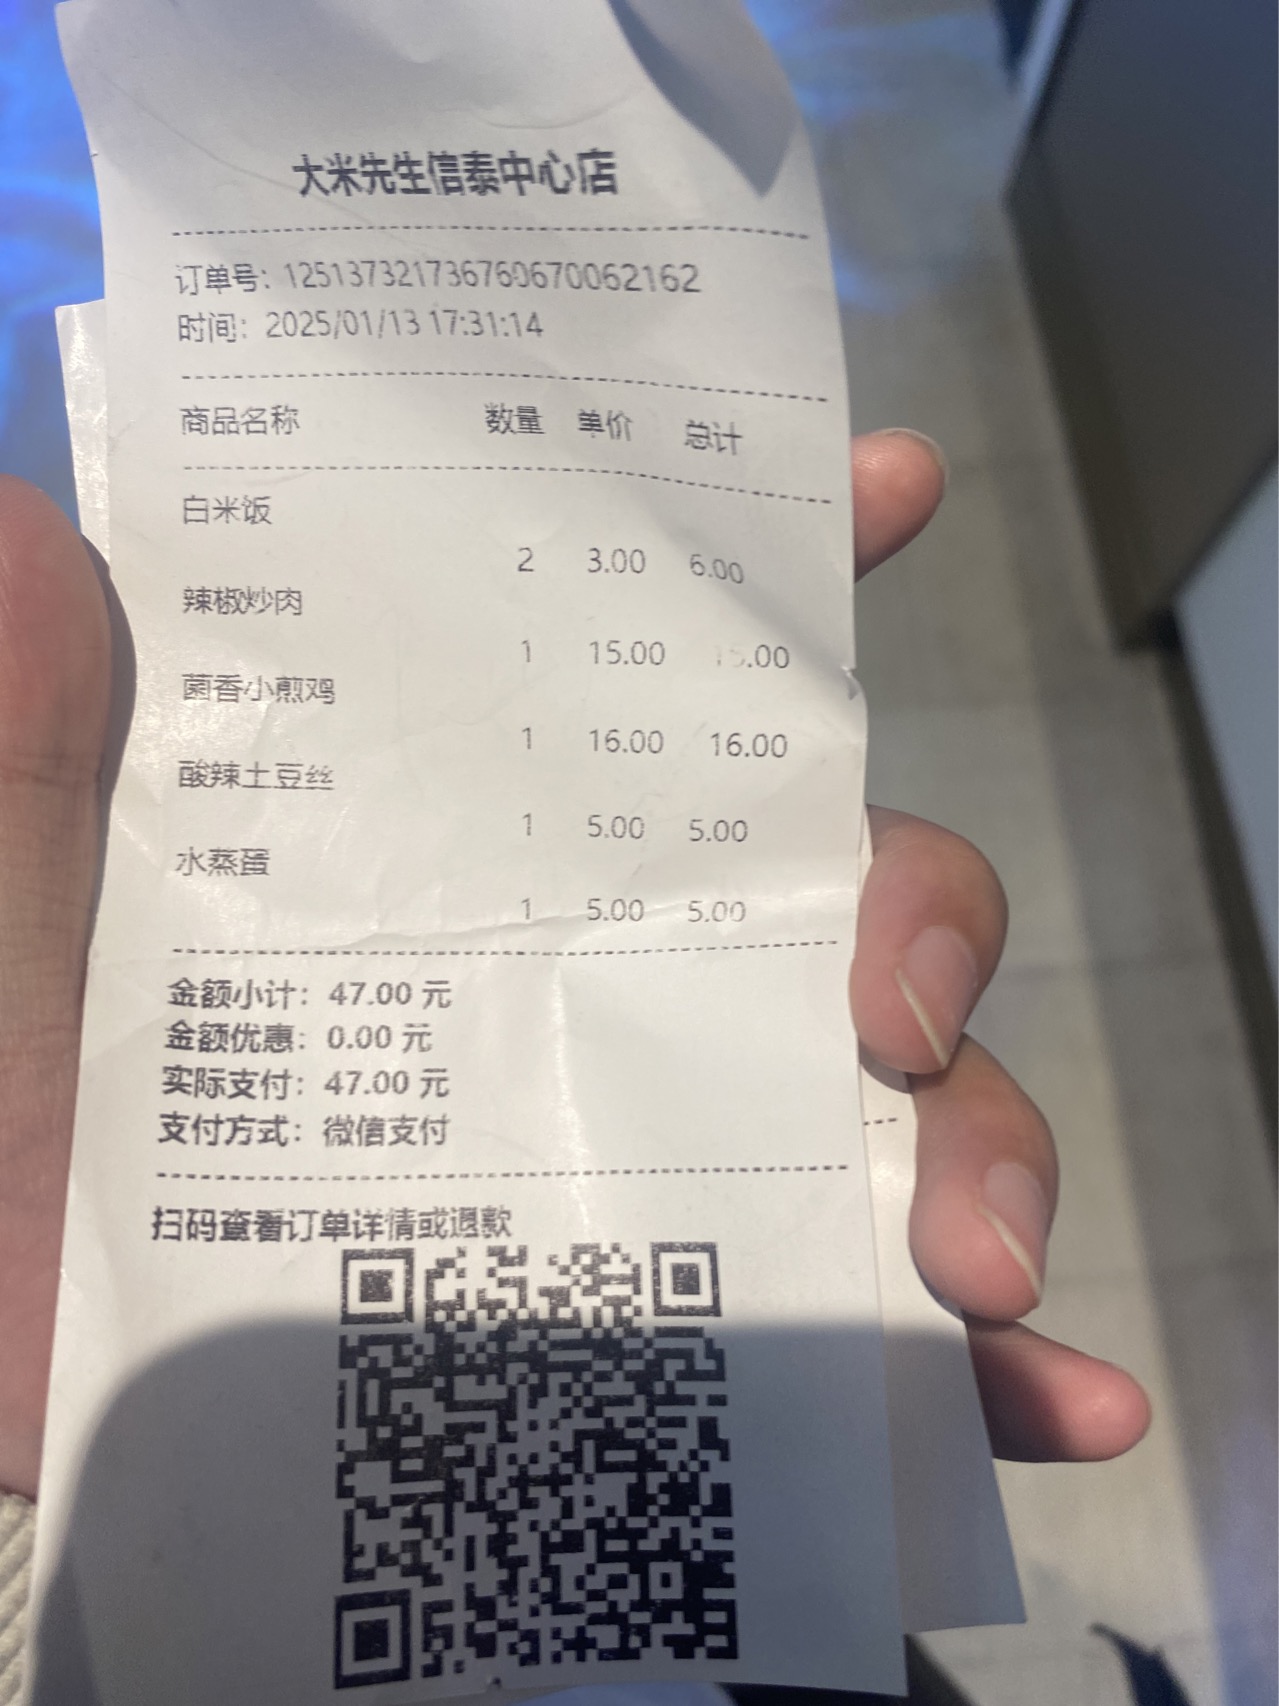 大米先生信泰中心店
订单号：125137321736760670062162
时间：2025/01/13 17:31:14
商品名称 数量 单价 总计
白米饭
2 3.00 6.00
辣椒炒肉
1 15.00 15.00
菌香小煎鸡
1 16.00 16.00
酸辣土豆丝
1 5.00 5.00
水蒸蛋
1 5.00 5.00
金额小计：47.00 元
金额优惠：0.00 元
实际支付：47.00 元
支付方式：微信支付
扫码查看订单详情或退款